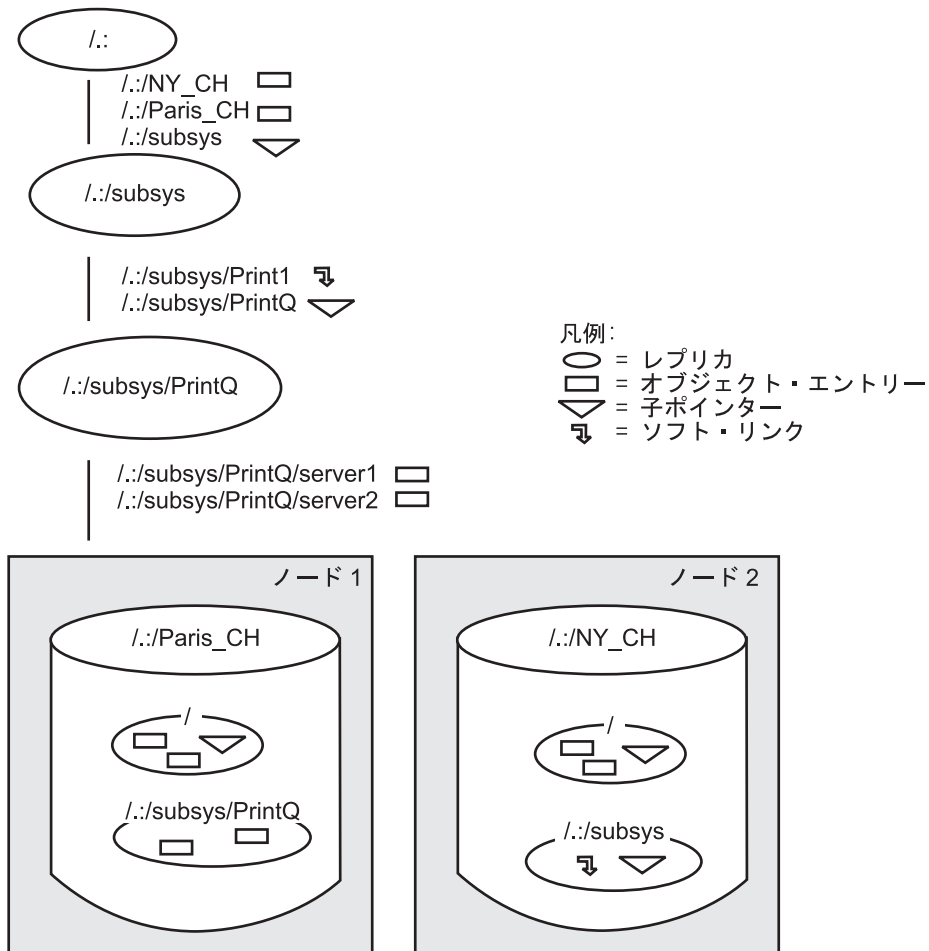 /.:
/.:/NY_CH
/.:/Paris_CH
/.:/subsys
/.:/subsys
/.:/subsys/Print1
/.:/subsys/PrintQ
/.:/subsys/PrintQ
凡例:
= レプリカ
= オブジェクト・エントリー
= 子ポインター
= ソフト・リンク
/.:/subsys/PrintQ/server1
/.:/subsys/PrintQ/server2
ノード 1
/.:/Paris_CH
/
/.:/subsys/PrintQ
ノード 2
/.:/NY_CH
/
/.:/subsys